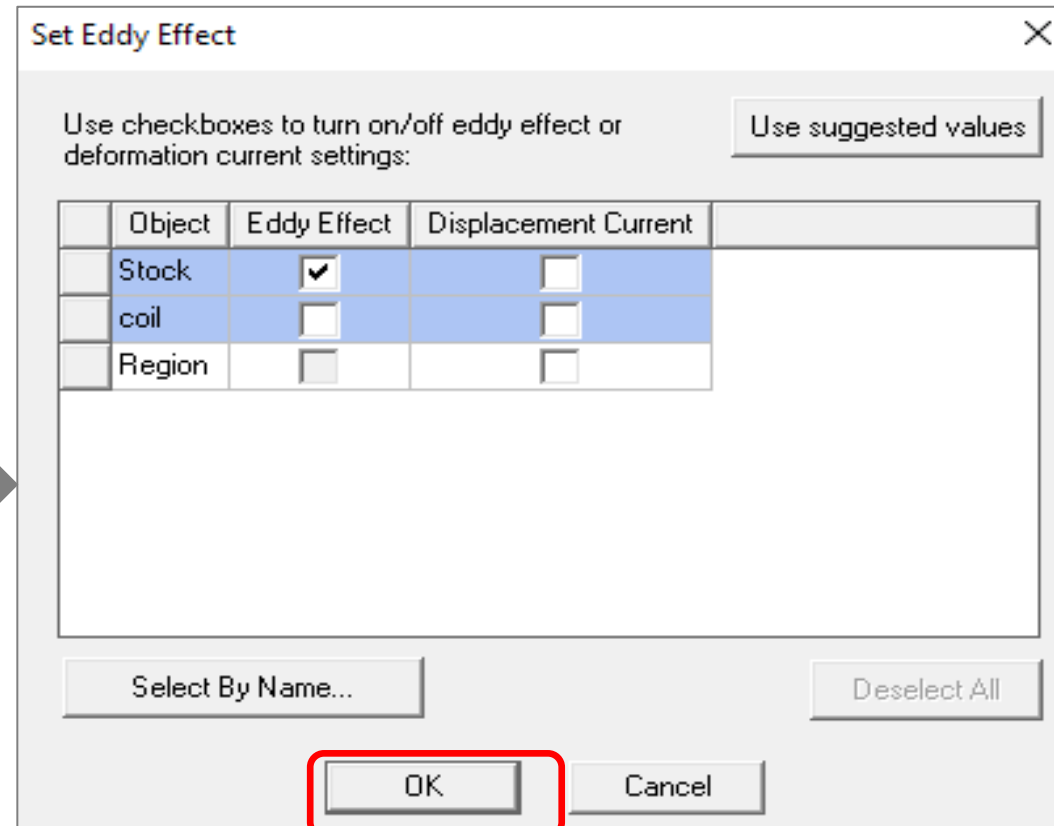 Set Eddy Effect
Use checkboxes to turn on/off eddy effect or
deformation current settings:
Use suggested values
Object Eddy Effect Displacement Current
Stock
coil
Region
Select By Name...
Deselect All
OK
Cancel